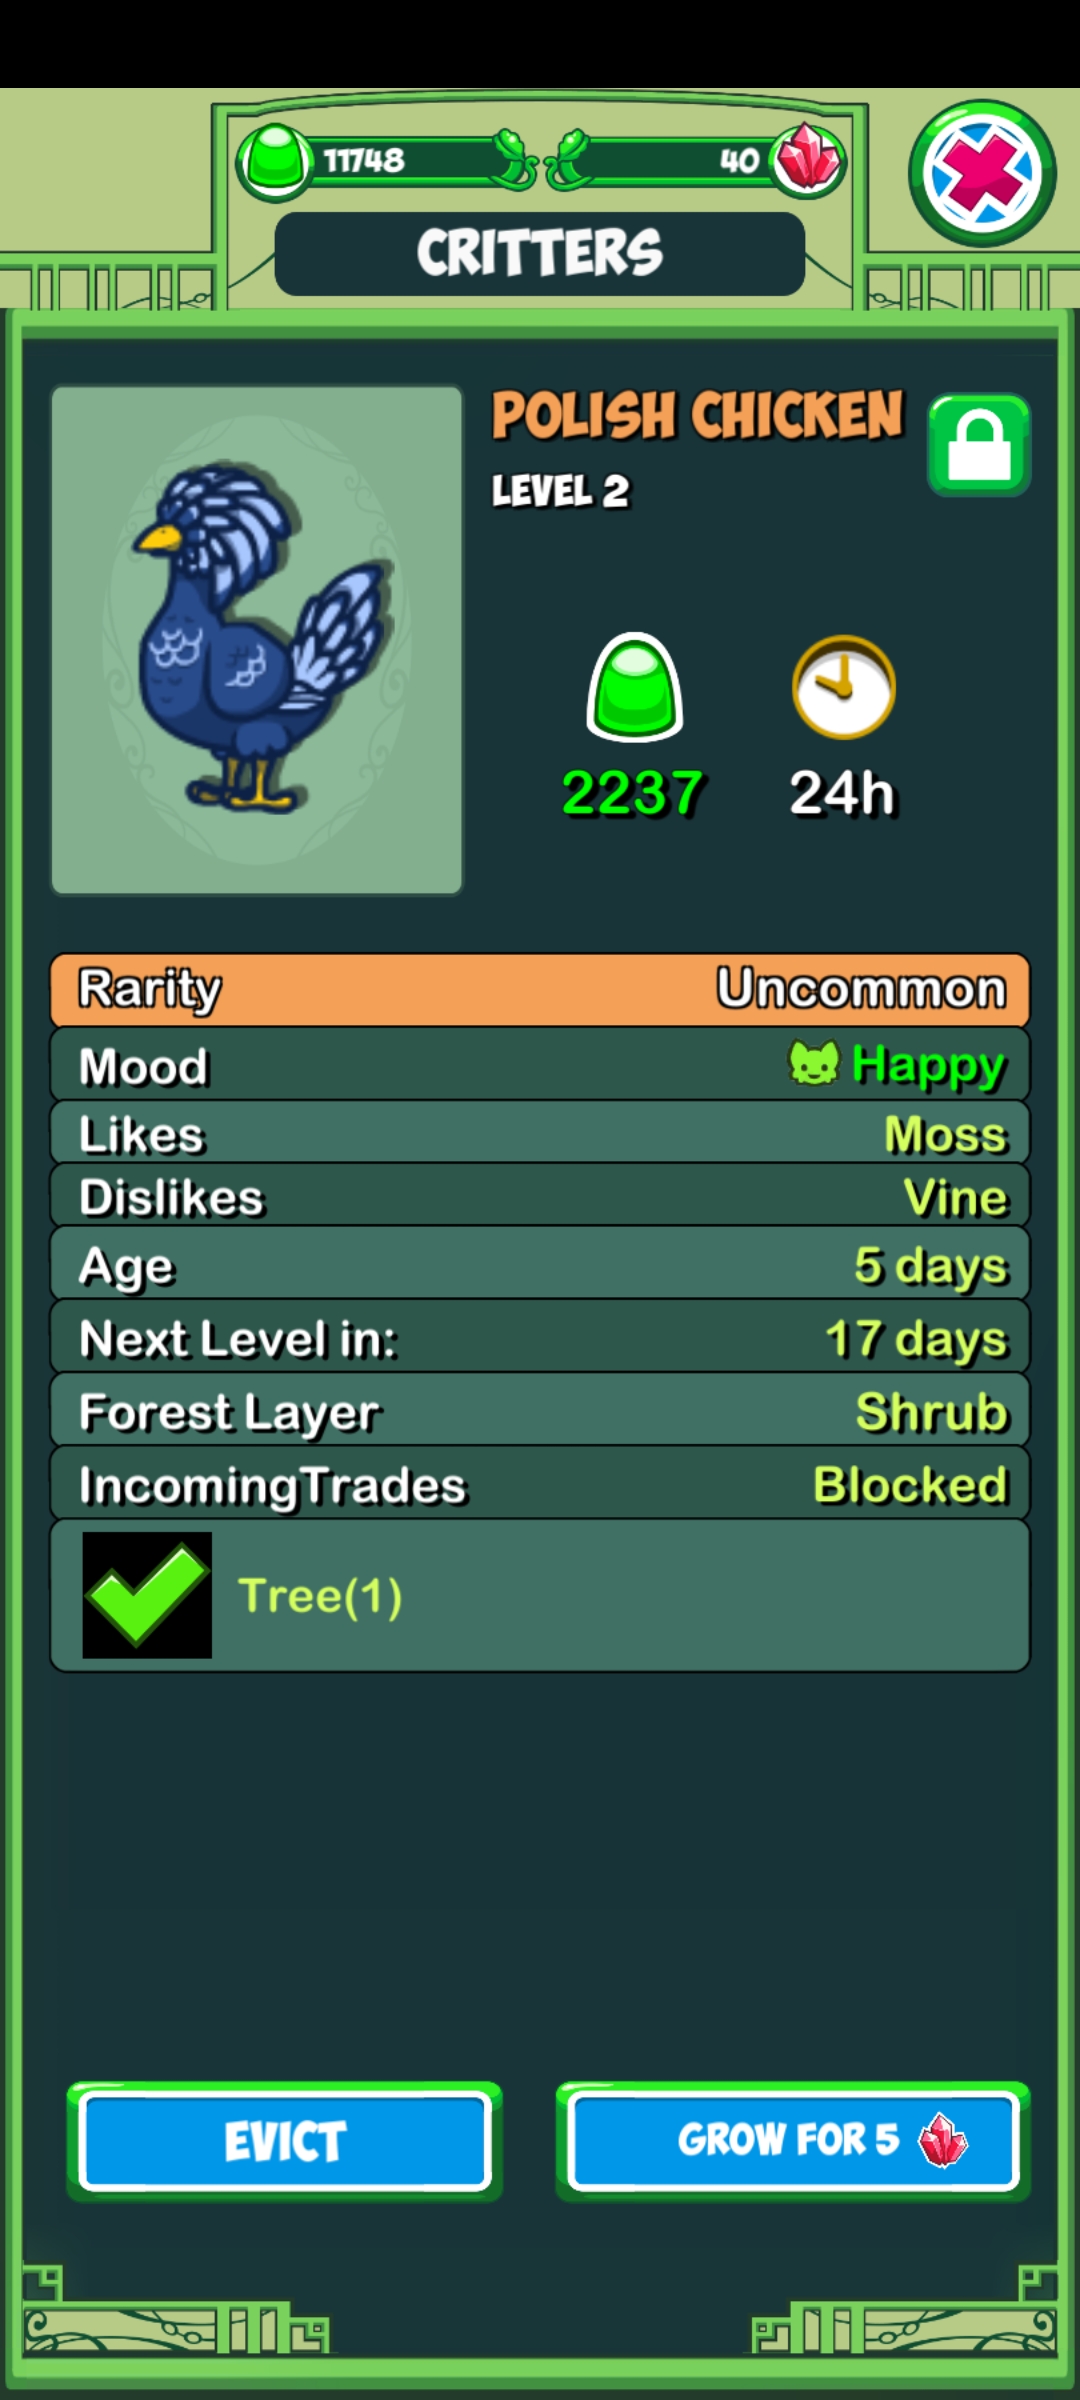 11748
40
CRITTERS
POLISH CHICKEN
LEVEL 2
2237
24h
Rarity Uncommon
Mood Happy
Likes Moss
Dislikes Vine
Age 5 days
Next Level in: 17 days
Forest Layer Shrub
IncomingTrades Blocked
Tree(1)
EVICT
GROW FOR 5